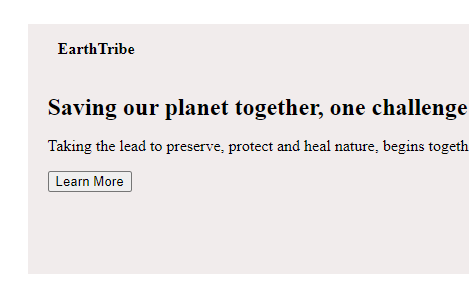 EarthTribe
Saving our planet together, one challenge
Taking the lead to preserve, protect and heal nature, begins
Learn More